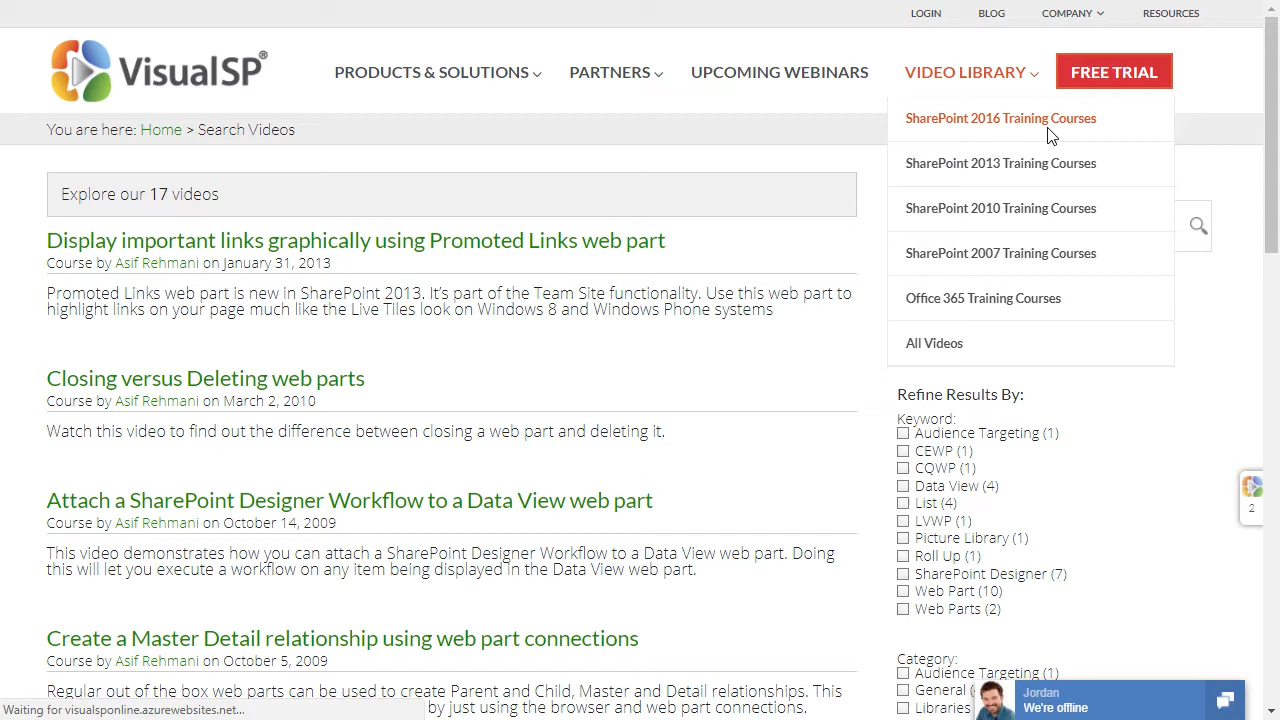 LOGIN BLOG COMPANY RESOURCES
VisualSP®
PRODUCTS & SOLUTIONS PARTNERS UPCOMING WEBINARS VIDEO LIBRARY FREE TRIAL
You are here: Home > Search Videos
SharePoint 2016 Training Courses
SharePoint 2013 Training Courses
SharePoint 2010 Training Courses
SharePoint 2007 Training Courses
Office 365 Training Courses
All Videos
Explore our 17 videos
Display important links graphically using Promoted Links web part
Course by Asif Rehmani on January 31, 2013
Promoted Links web part is new in SharePoint 2013. It's part of the Team Site functionality. Use this web part to
highlight links on your page much like the Live Tiles look on Windows 8 and Windows Phone systems
Closing versus Deleting web parts
Course by Asif Rehmani on March 2, 2010
Watch this video to find out the difference between closing a web part and deleting it.
Attach a SharePoint Designer Workflow to a Data View web part
Course by Asif Rehmani on October 14, 2009
This video demonstrates how you can attach a SharePoint Designer Workflow to a Data View web part. Doing
this will let you execute a workflow on any item being displayed in the Data View web part.
Create a Master Detail relationship using web part connections
Course by Asif Rehmani on October 5, 2009
Regular out of the box web parts can be used to create Parent and Child, Master and Detail relationships. This
by just using the browser and web part connections.
Refine Results By:
Keyword:
Audience Targeting (1)
CEWP (1)
CQWP (1)
Data View (4)
List (4)
LVWP (1)
Picture Library (1)
Roll Up (1)
SharePoint Designer (7)
Web Part (10)
Web Parts (2)
Category:
Audience Targeting (1)
General
Libraries
2
Jordan
We're offline
Waiting for visualsponline.azurewebsites.net...